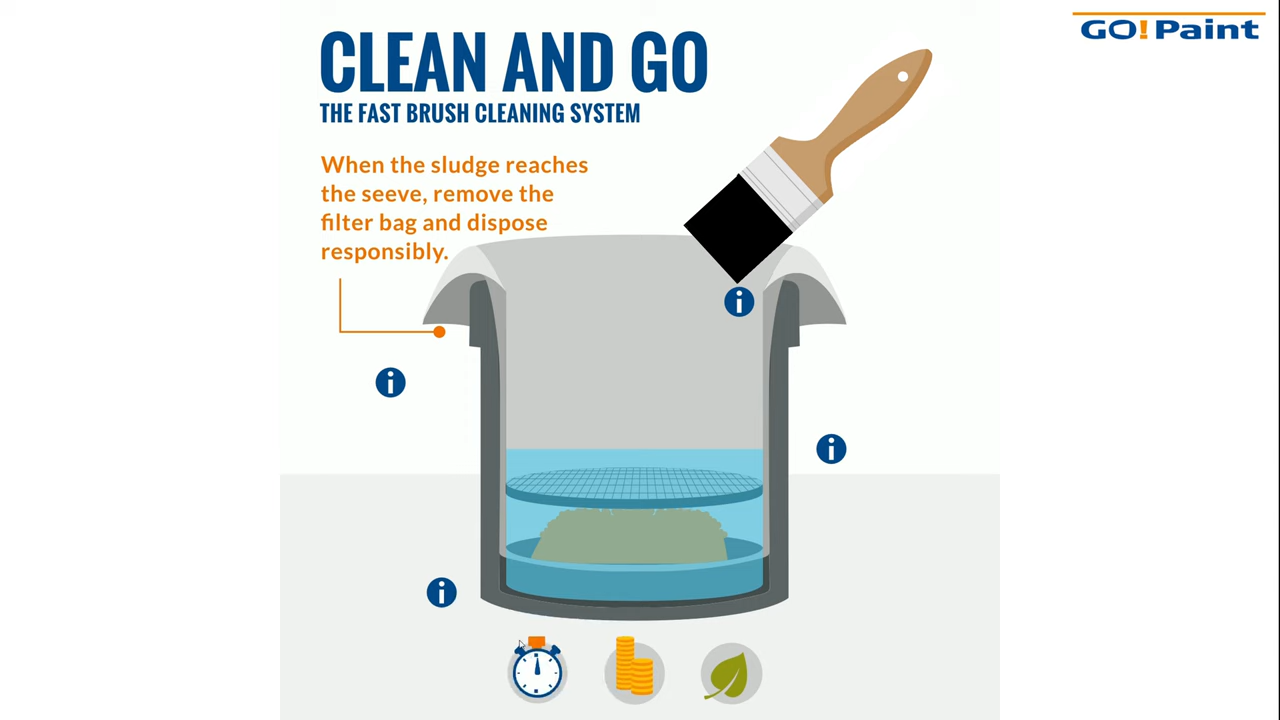 GO!Paint
CLEAN AND GO
THE FAST BRUSH CLEANING SYSTEM
When the sludge reaches
the seeve, remove the
filter bag and dispose
responsibly.
i
i
i
i